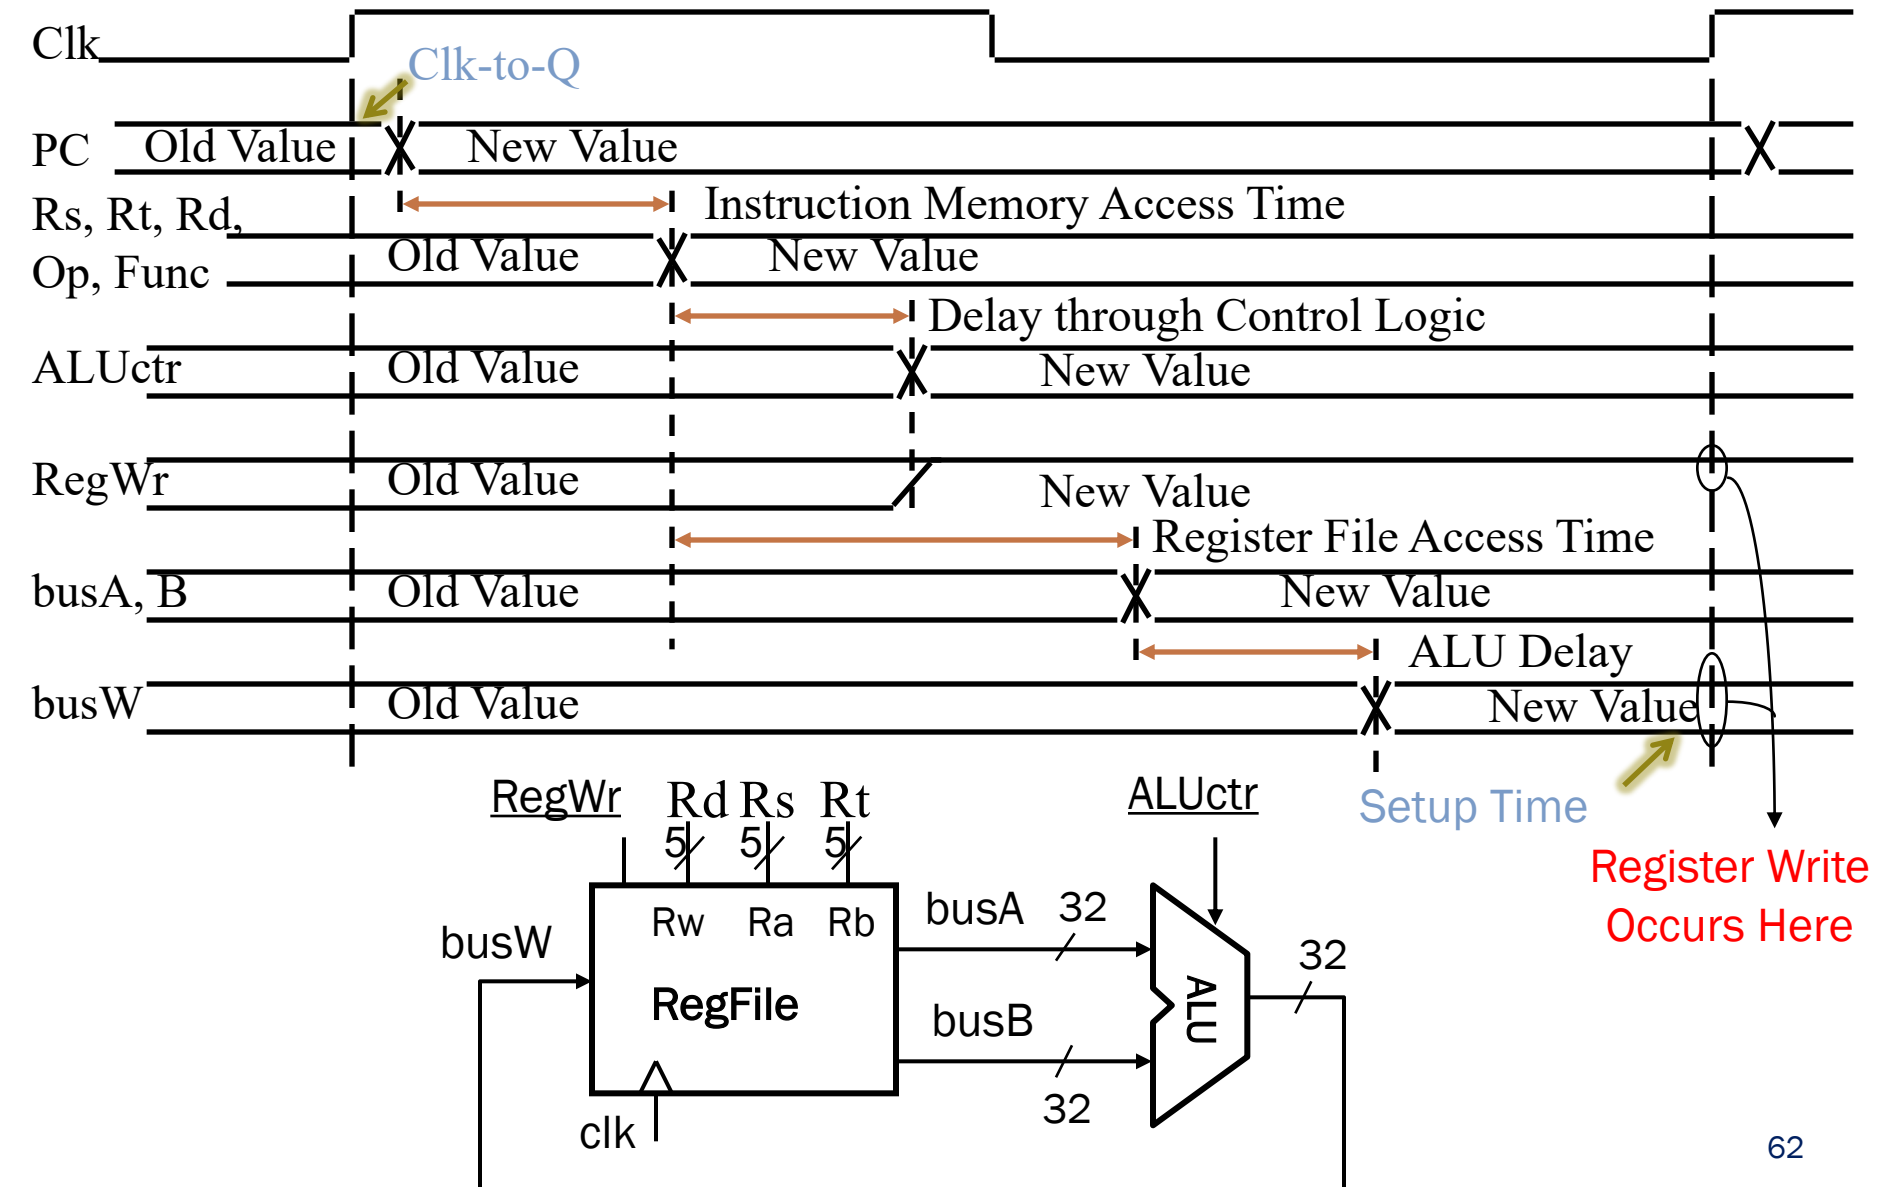 Clk
Clk-to-Q
PC Old Value New Value
Rs, Rt, Rd, Instruction Memory Access Time
Op, Func Old Value New Value
Delay through Control Logic
ALUctr Old Value New Value
RegWr Old Value New Value
Register File Access Time
busA, B Old Value New Value
ALU Delay
busW Old Value New Value
Setup Time
Register Write
Occurs Here
RegWr Rd Rs Rt ALUctr
5 5 5
Rw Ra Rb
busW
RegFile
clk
busA 32
busB
32
ALU
32
62